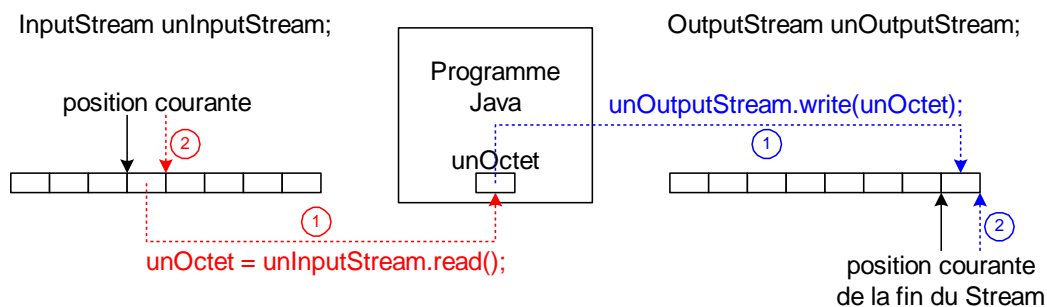 InputStream unInputStream;
OutputStream unOutputStream;
Programme
Java
position courante
unOutputStream.write(unOctet);
2
1
unOctet
1
2
unOctet = unInputStream.read();
position courante
de la fin du Stream